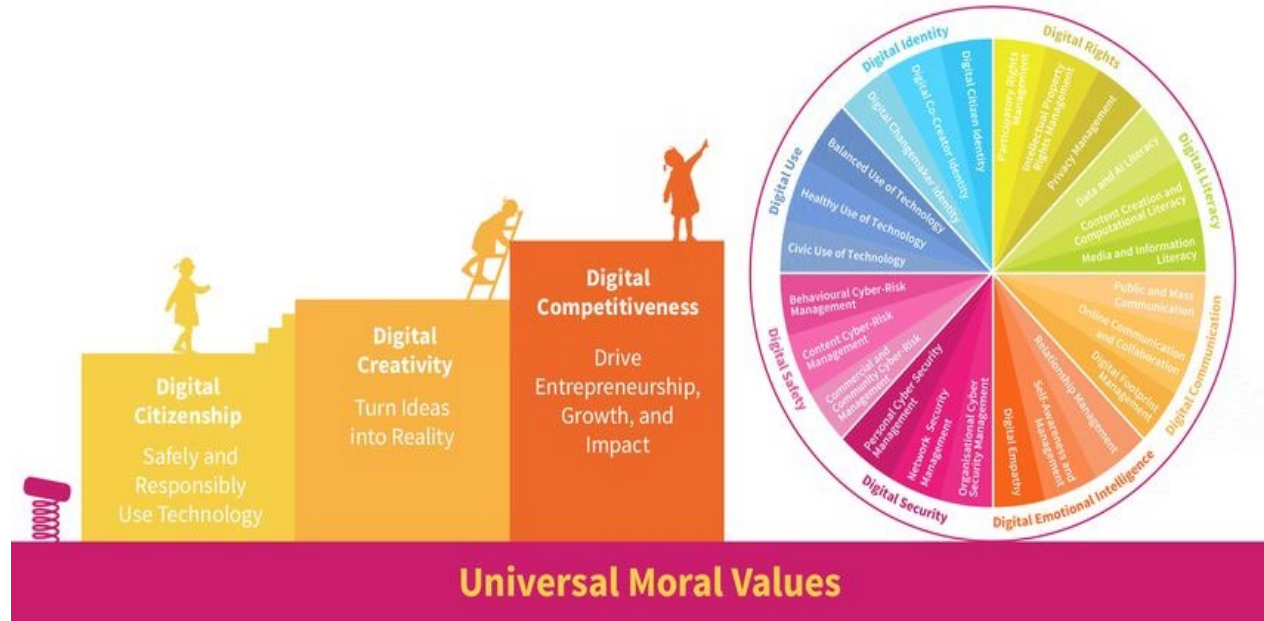 Digital
Citizenship
Safely and
Responsibly
Use Technology
Digital
Creativity
Turn Ideas
into Reality
Digital
Competitiveness
Drive
Entrepreneurship,
Growth, and
Impact
Universal Moral Values
Digital Identity
Digital Changemaker Identity
Digital Co-Creator Identity
Digital Citizen Identity
Digital Rights
Participatory Rights
Management
Intellectual Property
Rights Management
Privacy Management
Digital Literacy
Data and AI Literacy
Content Creation and
Computational Literacy
Media and Information
Literacy
Digital Communication
Public and Mass
Communication
Online Communication
and Collaboration
Digital Footprint
Management
Digital Emotional Intelligence
Relationship Management
Self-Awareness and
Management
Digital Empathy
Digital Security
Organisational Cyber
Security Management
Network Security
Management
Personal Cyber Security
Management
Digital Safety
Commercial and
Community Cyber-Risk
Management
Content Cyber-Risk
Management
Behavioural Cyber-Risk
Management
Digital Use
Civic Use of Technology
Healthy Use of Technology
Balanced Use of Technology